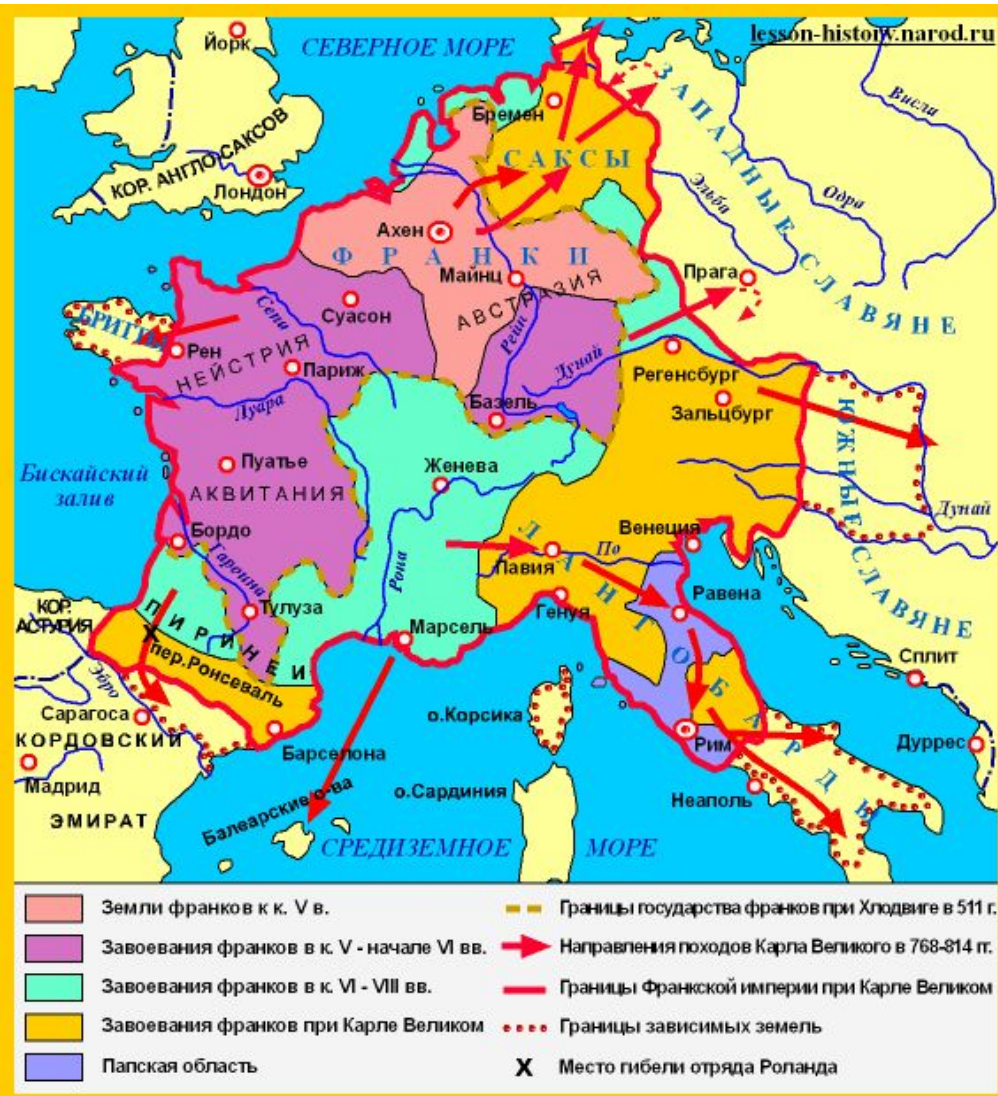 lesson-history.narod.ru
Йорк
СЕВЕРНОЕ МОРЕ
КОР. АНГЛО-САКСОВ
Лондон
Бремен
САКСЫ
ЗАПАДНЫЕ СЛАВЯНЕ
Висла
Одра
Эльба
Ахен
ФРАНКИ
Майнц
АВСТРАЗИЯ
Рейн
Прага
Суасон
Сена
БРИТТЫ
Рен
НЕЙСТРИЯ
Париж
Луара
Дунай
Регенсбург
Зальцбург
Базель
Бискайский
залив
Пуатье
АКВИТАНИЯ
Женева
Бордо
Гаронна
Рона
Венеция
Дунай
ЮЖНЫЕ СЛАВЯНЕ
ЛАНГОБАРДЫ
Павия
По
Генуя
Равена
КОР.
АСТУРИЯ
ПИРИНЕИ
Тулуза
Марсель
пер.Ронсеваль
Эйро
Сплит
Сарагоса
КОРДОВСКИЙ
Барселона
о.Корсика
Рим
Дуррес
Мадрид
Балеарские о-ва
о.Сардиния
Неаполь
ЭМИРАТ
СРЕДИЗЕМНОЕ МОРЕ
Земли франков к к. V в.
Завоевания франков в к. V - начале VI вв.
Завоевания франков в к. VI - VIII вв.
Завоевания франков при Карле Великом
Папская область
Границы государства франков при Хлодвиге в 511 г.
Направления походов Карла Великого в 768-814 гг.
Границы Франкской империи при Карле Великом
Границы зависимых земель
X Место гибели отряда Роланда